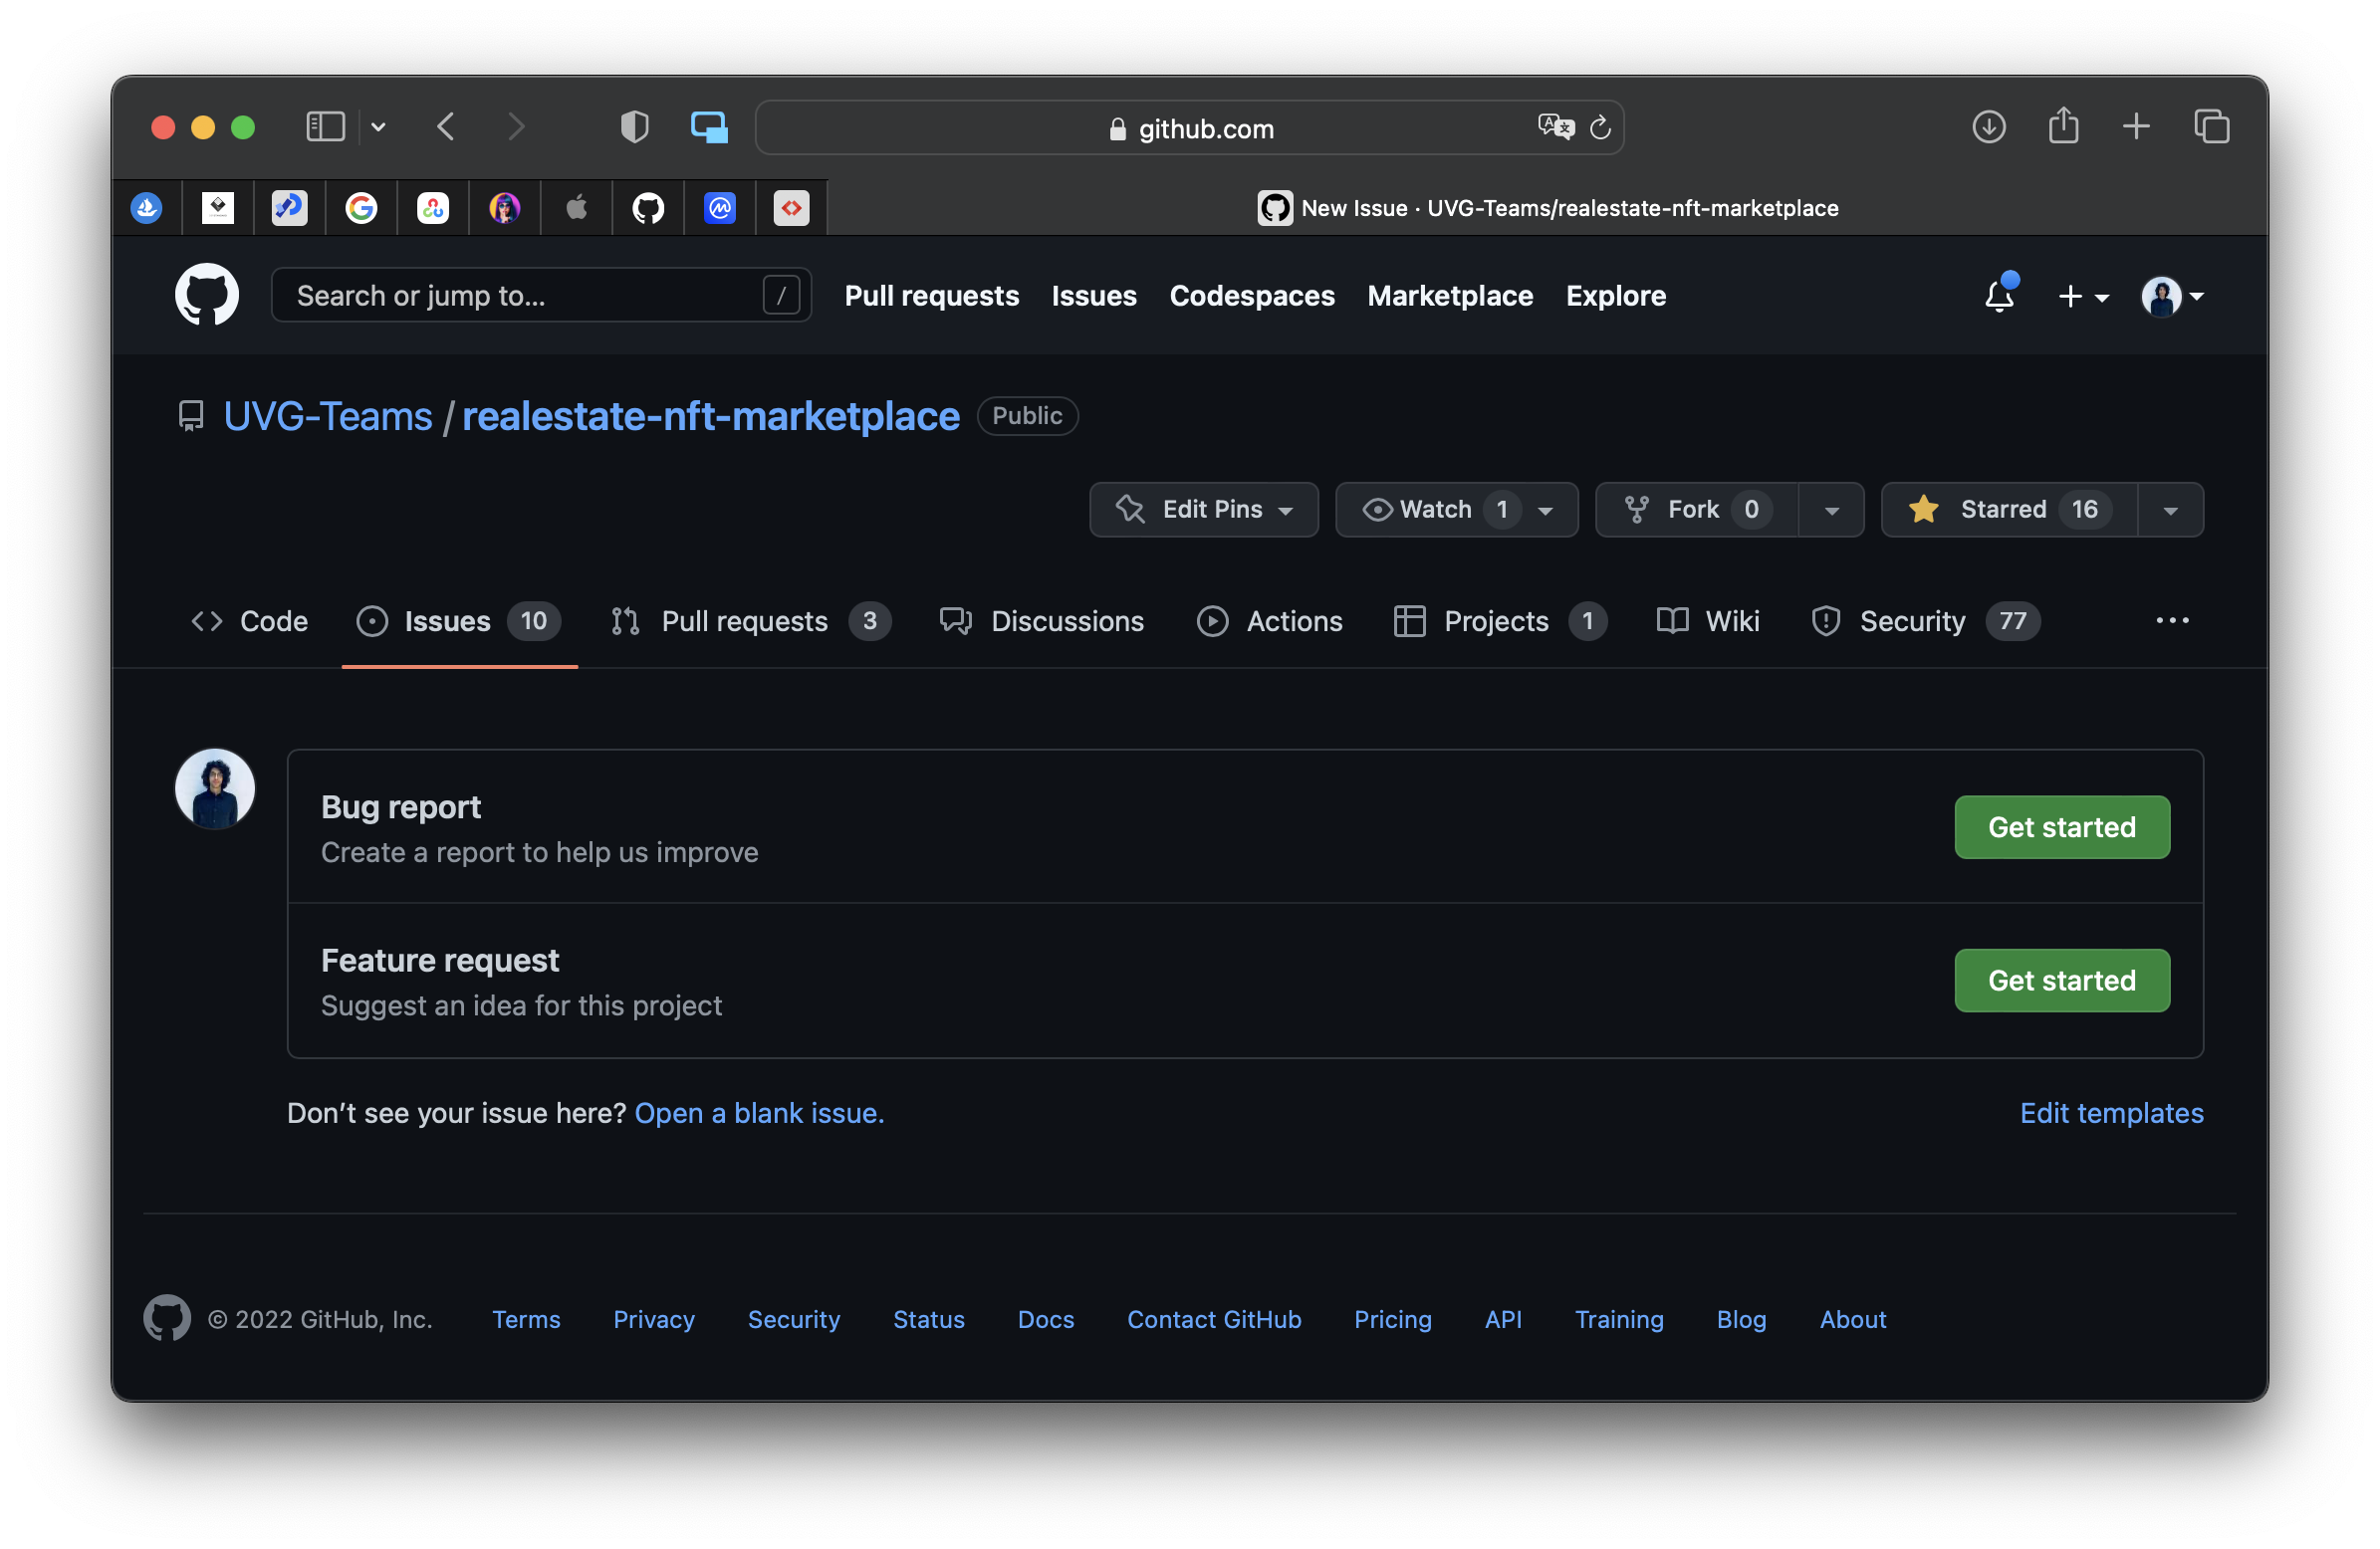 github.com
New Issue · UVG-Teams/realestate-nft-marketplace
Search or jump to... /
Pull requests Issues Codespaces Marketplace Explore
UVG-Teams / realestate-nft-marketplace Public
Edit Pins Watch 1 Fork 0 Starred 16
Code Issues 10 Pull requests 3 Discussions Actions Projects 1 Wiki Security 77 ...
Bug report
Create a report to help us improve
Get started
Feature request
Suggest an idea for this project
Get started
Don’t see your issue here? Open a blank issue. Edit templates
© 2022 GitHub, Inc. Terms Privacy Security Status Docs Contact GitHub Pricing API Training Blog About